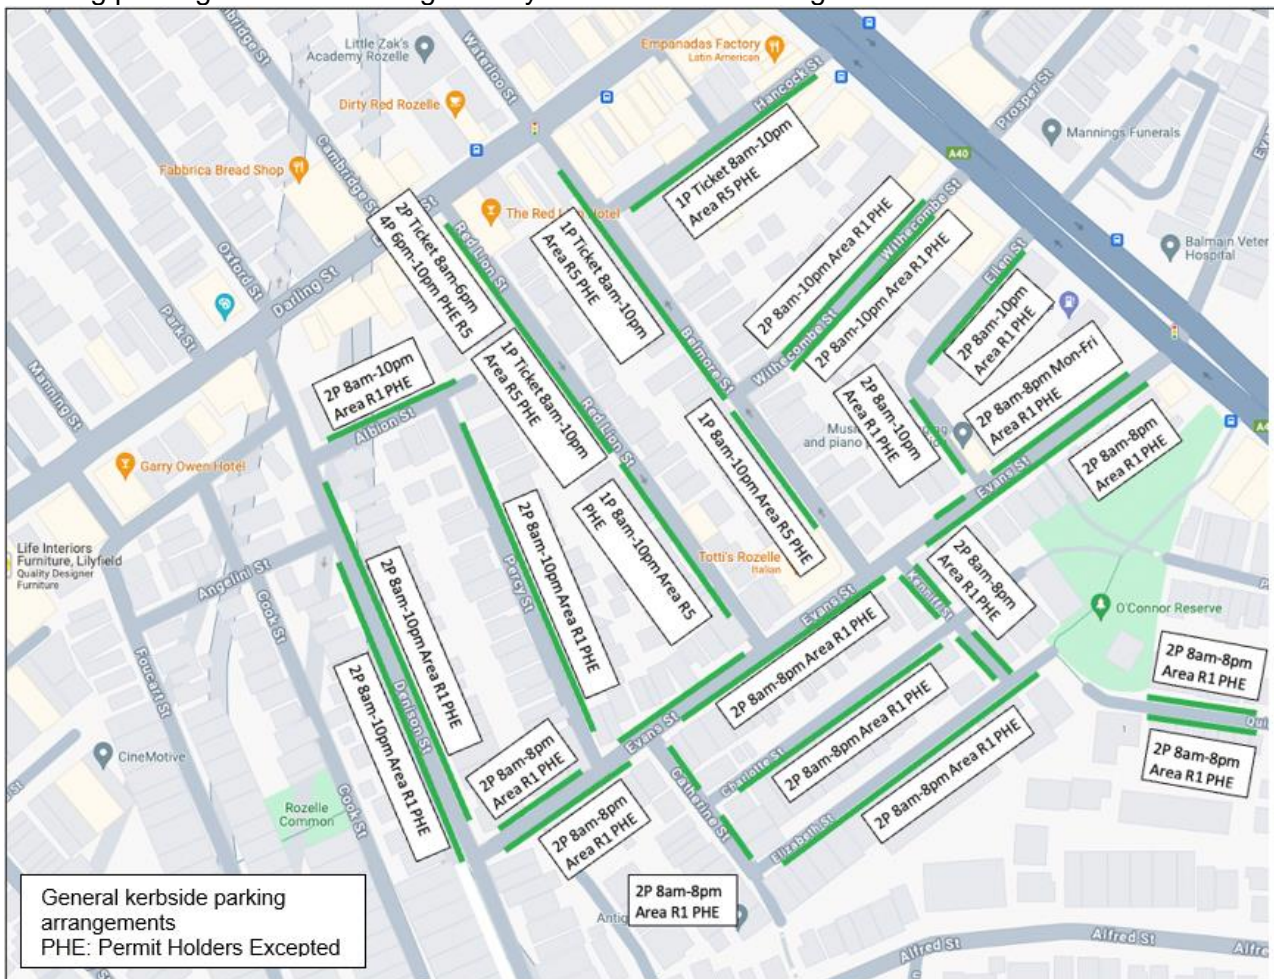 Cambridge St
Waterloo St
Little Zak's
Academy Rozelle
Empanadas Factory
Latin American
Hancock St
Prosper St
Dirty Red Rozelle
Mannings Funerals
A40
Fabbrica Bread Shop
Cambridge St
The Red
Hotel
1P Ticket 8am-10pm
Area R5 PHE
2P Ticket 8am-6pm
4P 6pm-10pm PHE R5
Red Lion St
1P Ticket 8am-10pm
Area R5 PHE
2P 8am-10pm Area R1 PHE
Withecombe St
2P 8am-10pm Area R1 PHE
Withecombe St
Ellen St
Balmain Veter
Hospital
Oxford St
Park St
Darling St
Manning St
2P 8am-10pm
Area R1 PHE
Albion St
1P Ticket 8am-10pm
Area R5 PHE
Red Lion St
Belmore St
2P 8am-10pm
Area R1 PHE
2P 8am-10pm
Area R1 PHE
2P 8am-8pm Mon-Fri
Area R1 PHE
Evans St
2P 8am-8pm
Area R1 PHE
Musi
and piano
Garry Owen Hotel
1P 8am-10pm Area R5 PHE
1P 8am-10pm Area R5
PHE
Totti's Rozelle
Italian
2P 8am-10pm Area R1 PHE
Percy St
Life Interiors
Furniture, Lilyfield
Quality Designer
Furniture
Angelini St
Cook St
Foucart St
2P 8am-10pm Area R1 PHE
Denison St
2P 8am-10pm Area R1 PHE
Evans St
2P 8am-8pm Area R1 PHE
Kenniff St
2P 8am-8pm
Area R1 PHE
O'Connor Reserve
2P 8am-8pm
Area R1 PHE
Qui
2P 8am-8pm
Area R1 PHE
CineMotive
Rozelle
Common
Cook St
2P 8am-8pm
Area R1 PHE
Evans St
2P 8am-8pm
Area R1 PHE
Catherine St
Charlotte St
2P 8am-8pm Area R1 PHE
Elizabeth St
2P 8am-8pm Area R1 PHE
2P 8am-8pm
Area R1 PHE
Antiq
Alfred St
Alfred St
Alfre
General kerbside parking
arrangements
PHE: Permit Holders Excepted